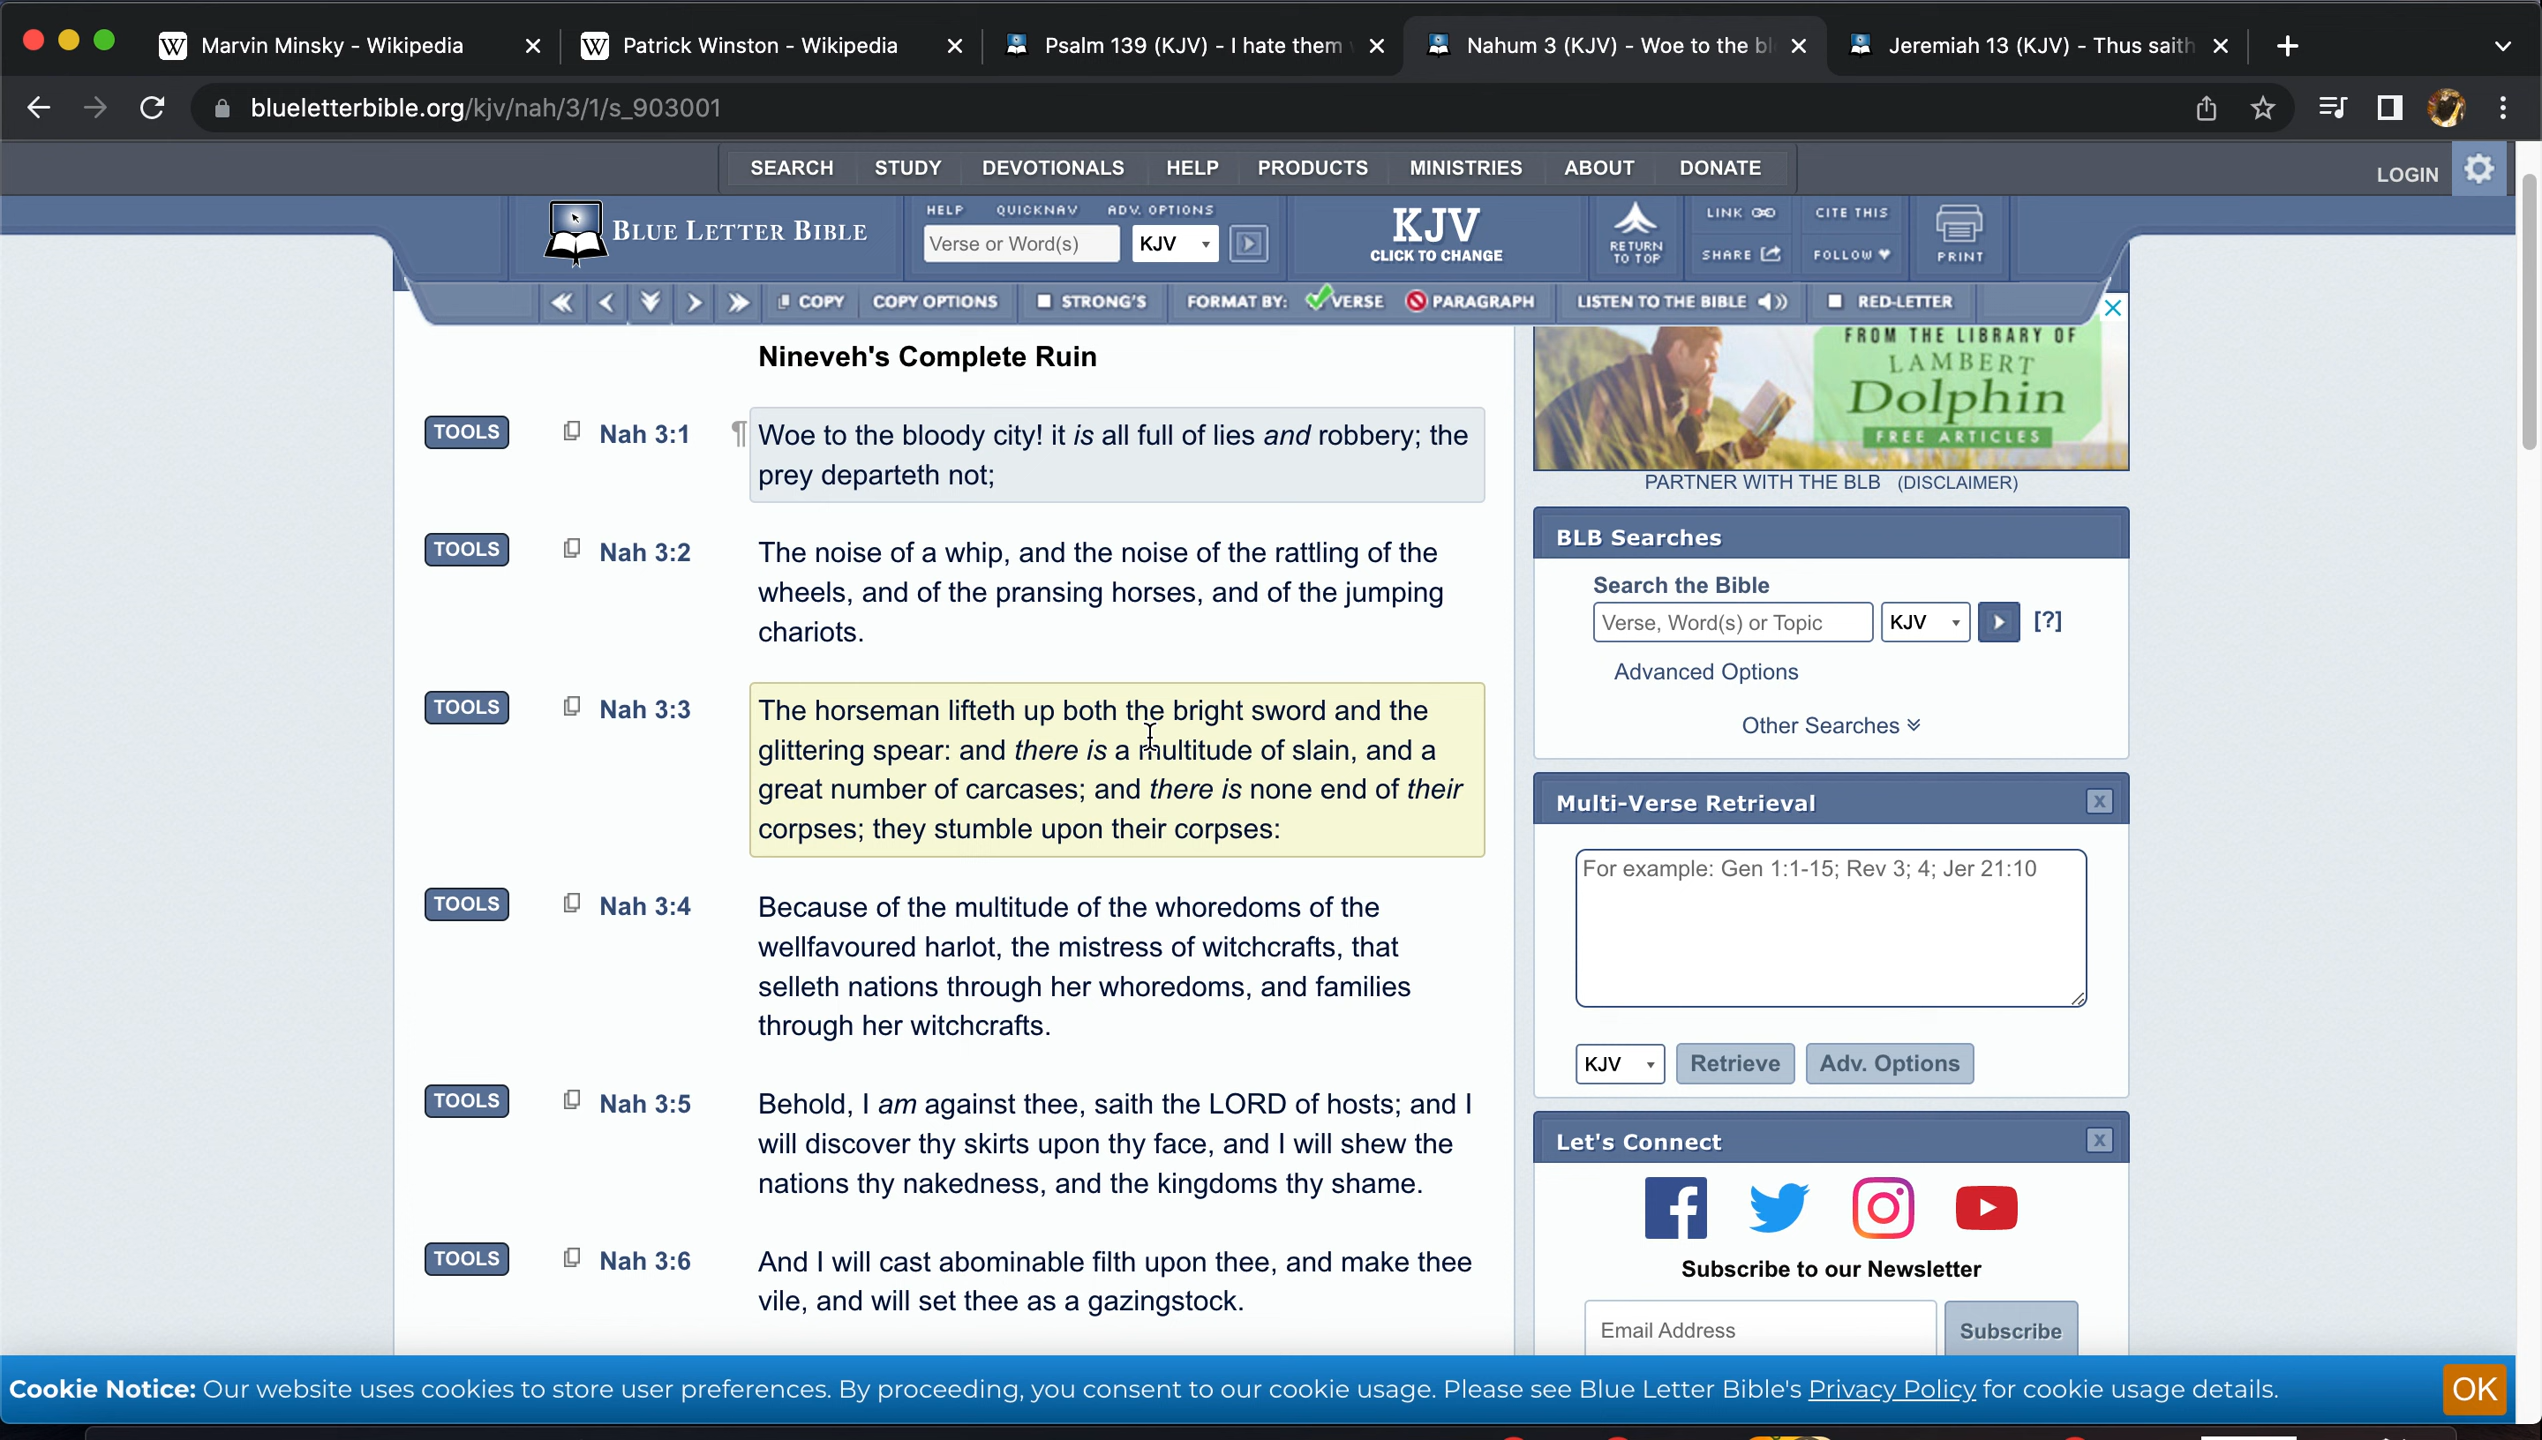 Marvin Minsky - Wikipedia
Patrick Winston - Wikipedia
Psalm 139 (KJV) - I hate them
Nahum 3 (KJV) - Woe to the bl
Jeremiah 13 (KJV) - Thus saith
blueletterbible.org/kjv/nah/3/1/s_903001
SEARCH STUDY DEVOTIONALS HELP PRODUCTS MINISTRIES ABOUT DONATE
LOGIN
BLUE LETTER BIBLE
HELP QUICKNAV ADV. OPTIONS
Verse or Word(s) KJV
KJV
CLICK TO CHANGE
RETURN
TO TOP
LINK CITE THIS
SHARE FOLLOW
PRINT
COPY COPY OPTIONS STRONG'S FORMAT BY: VERSE PARAGRAPH LISTEN TO THE BIBLE RED-LETTER
Nineveh's Complete Ruin
TOOLS Nah 3:1 ¶ Woe to the bloody city! it is all full of lies and robbery; the
prey departeth not;
TOOLS Nah 3:2 The noise of a whip, and the noise of the rattling of the
wheels, and of the pransing horses, and of the jumping
chariots.
TOOLS Nah 3:3 The horseman lifteth up both the bright sword and the
glittering spear: and there is a multitude of slain, and a
great number of carcases; and there is none end of their
corpses; they stumble upon their corpses:
TOOLS Nah 3:4 Because of the multitude of the whoredoms of the
wellfavoured harlot, the mistress of witchcrafts, that
selleth nations through her whoredoms, and families
through her witchcrafts.
TOOLS Nah 3:5 Behold, I am against thee, saith the LORD of hosts; and I
will discover thy skirts upon thy face, and I will shew the
nations thy nakedness, and the kingdoms thy shame.
TOOLS Nah 3:6 And I will cast abominable filth upon thee, and make thee
vile, and will set thee as a gazingstock.
FROM THE LIBRARY OF
LAMBERT
Dolphin
FREE ARTICLES
PARTNER WITH THE BLB (DISCLAIMER)
BLB Searches
Search the Bible
Verse, Word(s) or Topic KJV [?]
Advanced Options
Other Searches
Multi-Verse Retrieval
For example: Gen 1:1-15; Rev 3; 4; Jer 21:10
KJV Retrieve Adv. Options
Let's Connect
Subscribe to our Newsletter
Email Address Subscribe
Cookie Notice: Our website uses cookies to store user preferences. By proceeding, you consent to our cookie usage. Please see Blue Letter Bible's Privacy Policy for cookie usage details.
OK